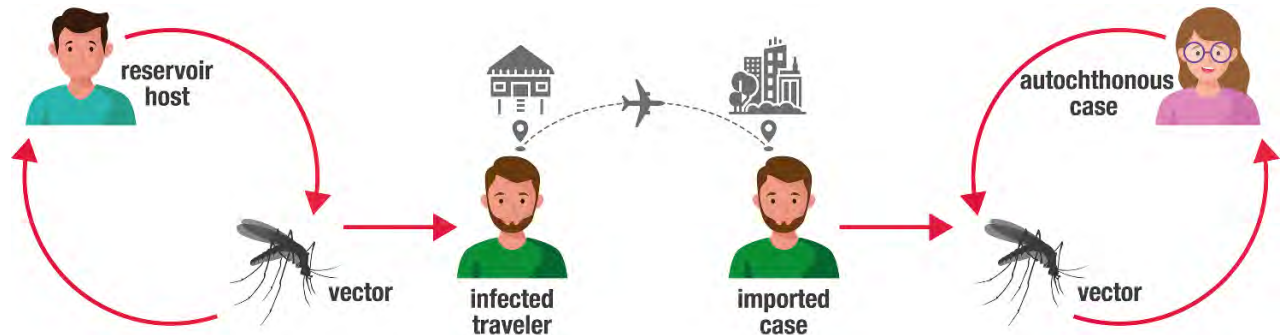 reservoir
host
vector
infected
traveler
imported
case
autochthonous
case
vector